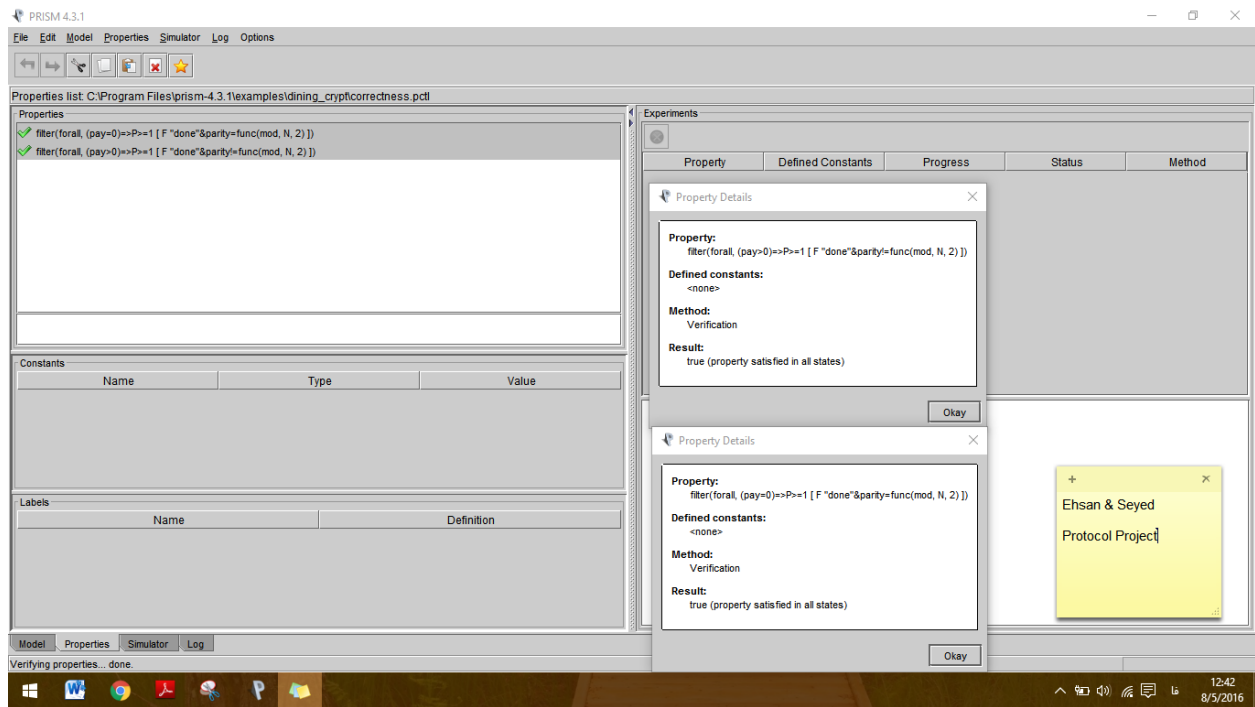 PRISM 4.3.1
File Edit Model Properties Simulator Log Options
Properties list: C:\Program Files\prism-4.3.1\examples\dining_crypt\correctness.pctl
Properties
filter(forall, (pay=0)=>P>=1 [ F "done"&parity=func(mod, N, 2) ])
filter(forall, (pay>0)=>P>=1 [ F "done"&parity!=func(mod, N, 2) ])
Constants
Name Type Value
Labels
Name Definition
Experiments
Property Defined Constants Progress Status Method
Property Details
Property:
filter(forall, (pay>0)=>P>=1 [ F "done"&parity!=func(mod, N, 2) ])
Defined constants:
<none>
Method:
Verification
Result:
true (property satisfied in all states)
Okay
Property Details
Property:
filter(forall, (pay=0)=>P>=1 [ F "done"&parity=func(mod, N, 2) ])
Defined constants:
<none>
Method:
Verification
Result:
true (property satisfied in all states)
Okay
Ehsan & Seyed
Protocol Project
Model Properties Simulator Log
Verifying properties... done.
فا
12:42
8/5/2016